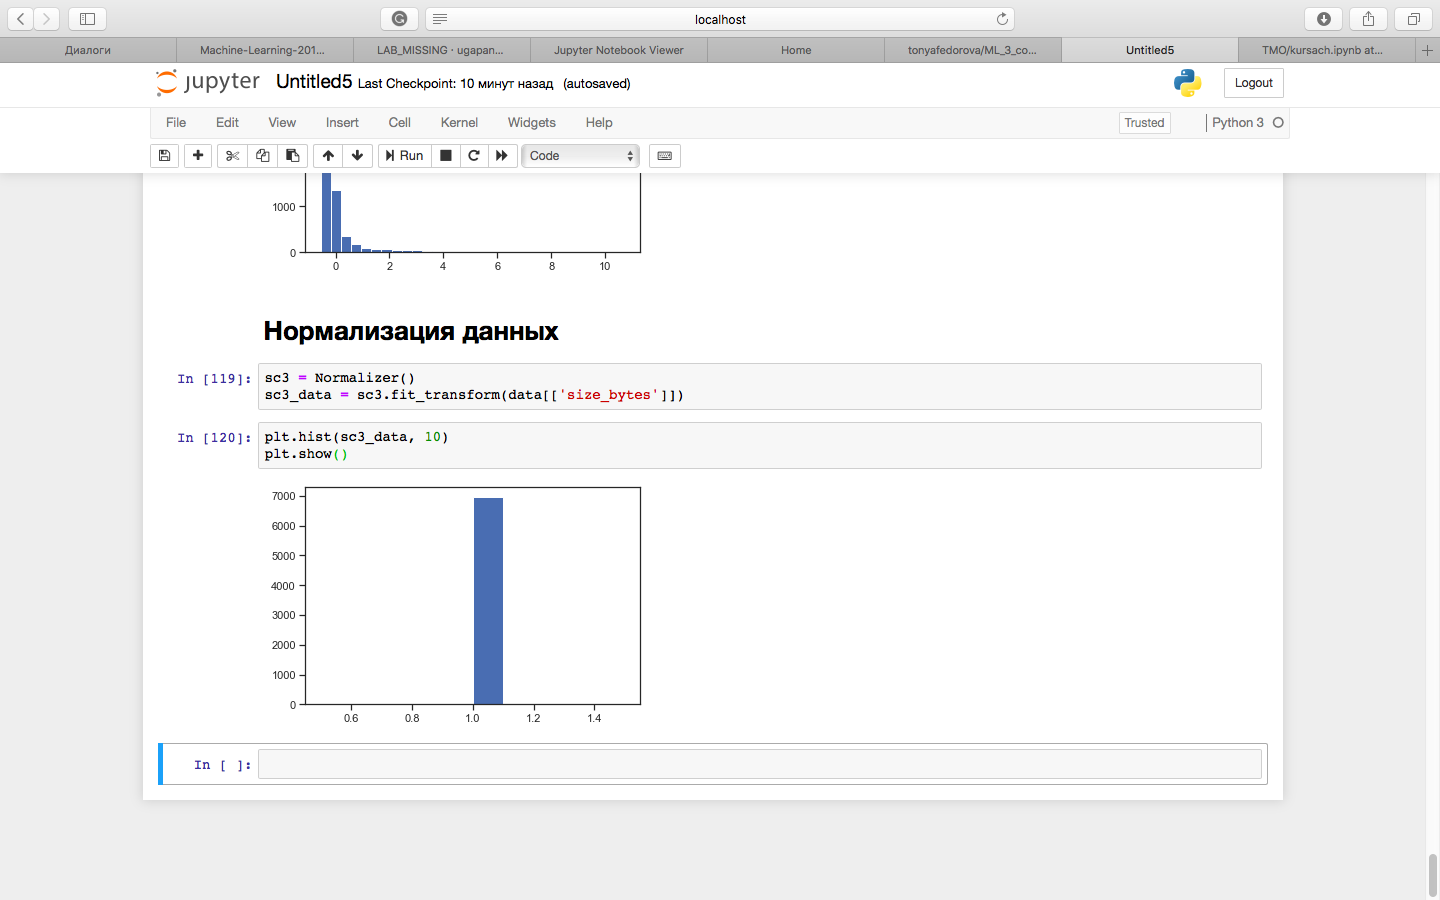 localhost
Диалоги
Machine-Learning-201...
LAB_MISSING · ugapan...
Jupyter Notebook Viewer
Home
tonyafedorova/ML_3_co...
Untitled5
TMO/kursach.ipynb at...
jupyter Untitled5 Last Checkpoint: 10 минут назад (autosaved)
Logout
File Edit View Insert Cell Kernel Widgets Help
Trusted
Python 3
Run
Code
1000
0
0 2 4 6 8 10
Нормализация данных
In [119]:
sc3 = Normalizer()
sc3_data = sc3.fit_transform(data[['size_bytes']])
In [120]:
plt.hist(sc3_data, 10)
plt.show()
7000
6000
5000
4000
3000
2000
1000
0
0.6 0.8 1.0 1.2 1.4
In [ ]: